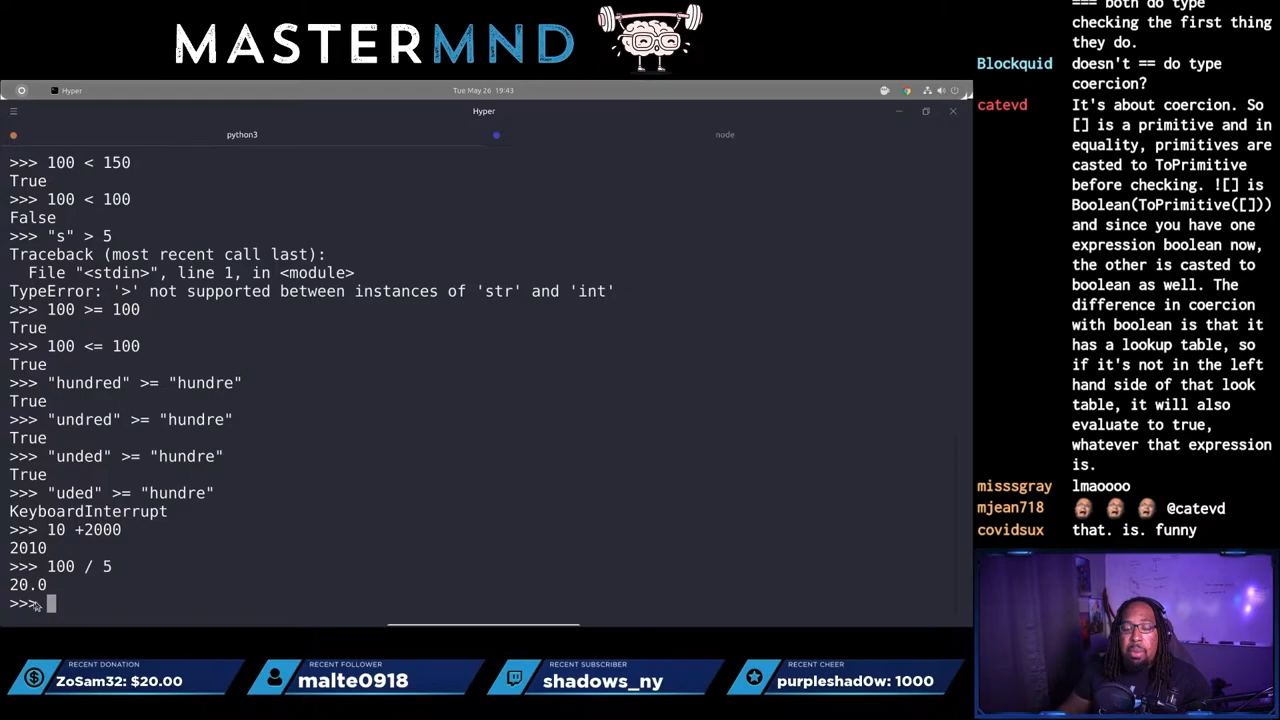 MASTERMND
Hyper
Tue May 26 19:43
Hyper
python3
node
>>> 100 < 150
True
>>> 100 < 100
False
>>> "s" > 5
Traceback (most recent call last):
File "<stdin>", line 1, in <module>
TypeError: '>' not supported between instances of 'str' and 'int'
>>> 100 >= 100
True
>>> 100 <= 100
True
>>> "hundred" >= "hundre"
True
>>> "undred" >= "hundre"
True
>>> "unded" >= "hundre"
True
>>> "uded" >= "hundre"
KeyboardInterrupt
>>> 10 +2000
2010
>>> 100 / 5
20.0
>>>
=== both do type
checking the first thing
they do.
Blockquid doesn't == do type
coercion?
catevd It's about coercion. So
[] is a primitive and in
equality, primitives are
casted to ToPrimitive
before checking. ![] is
Boolean(ToPrimitive([]))
and since you have one
expression boolean now,
the other is casted to
boolean as well. The
difference in coercion
with boolean is that it
has a lookup table, so
if it's not in the left
hand side of that look
table, it will also
evaluate to true,
whatever that expression
is.
misssgray lmaoooo
mjean718 @catevd
covidsux that. is. funny
RECENT DONATION
ZoSam32: $20.00
RECENT FOLLOWER
malte0918
RECENT SUBSCRIBER
shadows_ny
RECENT CHEER
purpleshad0w: 1000